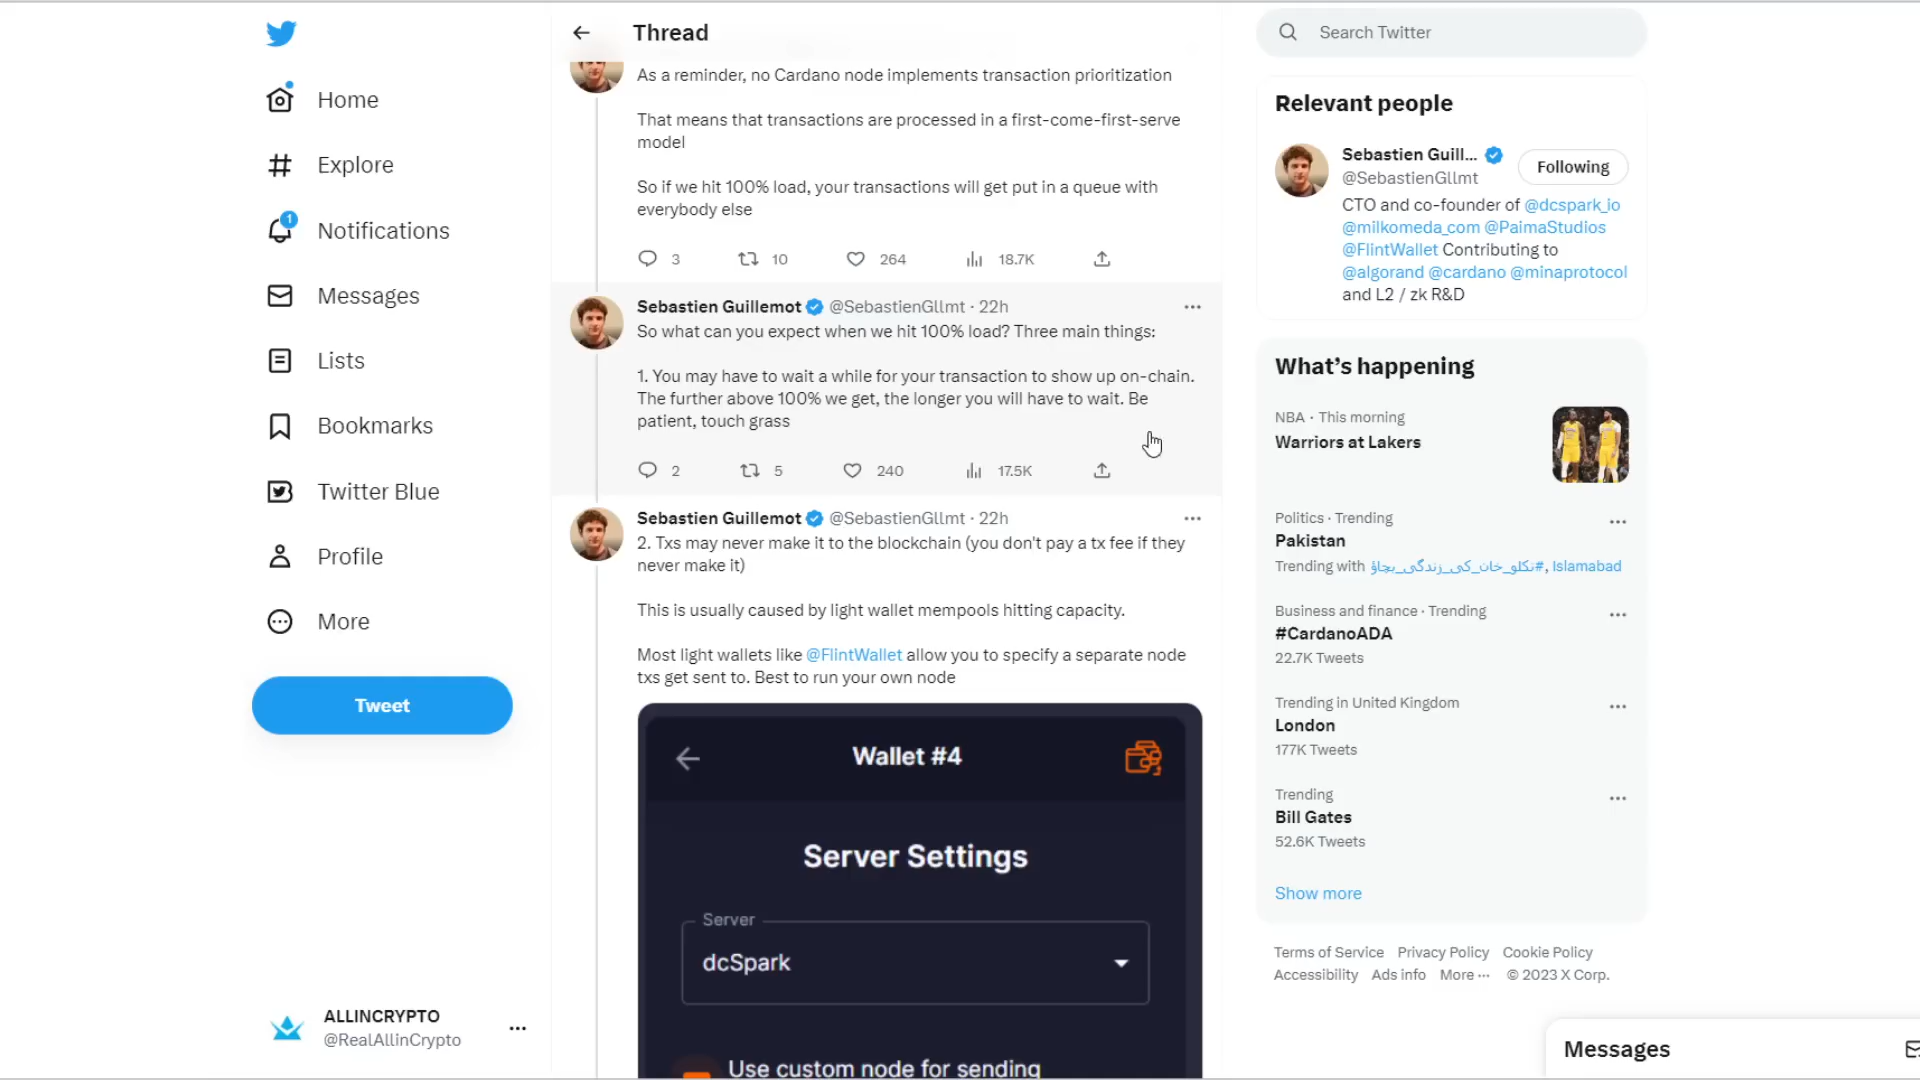 Home
Explore
1
Notifications
Messages
Lists
Bookmarks
Twitter Blue
Profile
More
Tweet
ALLINCRYPTO
@RealAllinCrypto
Thread
As a reminder, no Cardano node implements transaction prioritization
That means that transactions are processed in a first-come-first-serve
model
So if we hit 100% load, your transactions will get put in a queue with
everybody else
3 10 264 18.7K
Sebastien Guillemot @SebastienGllmt · 22h
So what can you expect when we hit 100% load? Three main things:
1. You may have to wait a while for your transaction to show up on-chain.
The further above 100% we get, the longer you will have to wait. Be
patient, touch grass
2 5 240 17.5K
Sebastien Guillemot @SebastienGllmt · 22h
2. Txs may never make it to the blockchain (you don't pay a tx fee if they
never make it)
This is usually caused by light wallet mempools hitting capacity.
Most light wallets like @FlintWallet allow you to specify a separate node
txs get sent to. Best to run your own node
Wallet #4
Server Settings
Server
dcSpark
Use custom node for sending
Search Twitter
Relevant people
Sebastien Guill...
@SebastienGllmt
Following
CTO and co-founder of @dcspark_io
@milkomeda_com @PaimaStudios
@FlintWallet Contributing to
@algorand @cardano @minaprotocol
and L2 / zk R&D
What's happening
NBA · This morning
Warriors at Lakers
Politics · Trending
Pakistan
Trending with #نکلو_خان_کی_زندگی_بچاؤ, Islamabad
Business and finance · Trending
#CardanoADA
22.7K Tweets
Trending in United Kingdom
London
177K Tweets
Trending
Bill Gates
52.6K Tweets
Show more
Terms of Service Privacy Policy Cookie Policy
Accessibility Ads info More ··· © 2023 X Corp.
Messages